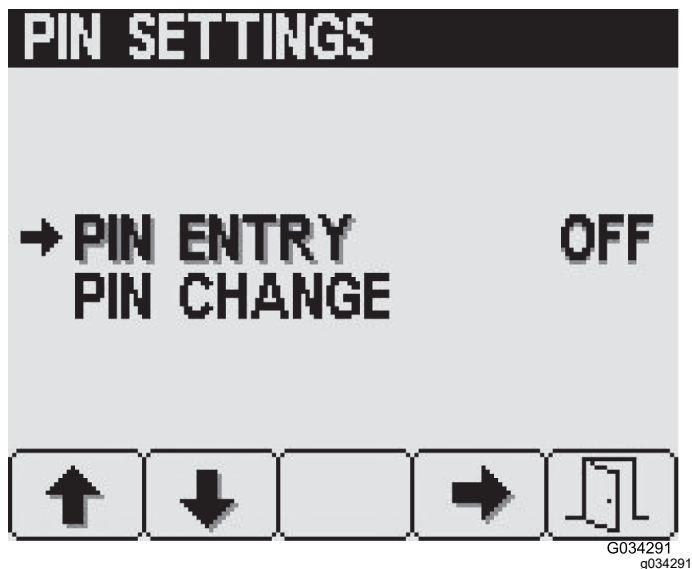 PIN SETTINGS
PIN ENTRY OFF
PIN CHANGE
G034291
g034291